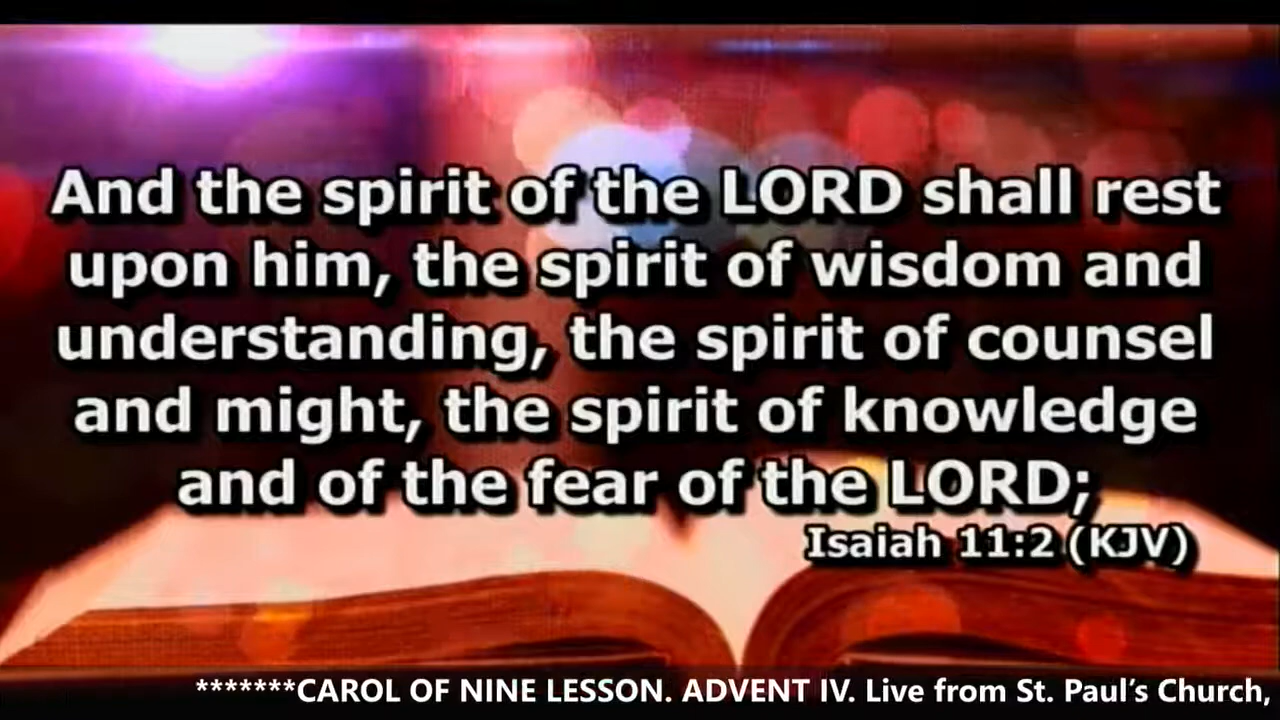 And the spirit of the LORD shall rest
upon him, the spirit of wisdom and
understanding, the spirit of counsel
and might, the spirit of knowledge
and of the fear of the LORD;
Isaiah 11:2 (KJV)
*******CAROL OF NINE LESSON. ADVENT IV. Live from St. Paul’s Church,